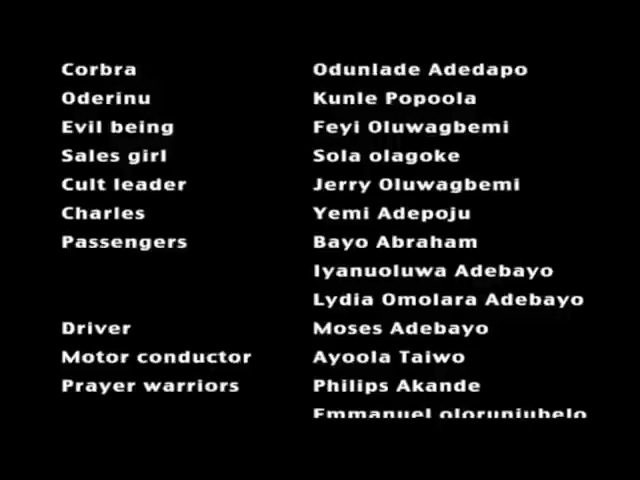 Corbra Odunlade Adedapo
Oderinu Kunle Popoola
Evil being Feyi Oluwagbemi
Sales girl Sola olagoke
Cult leader Jerry Oluwagbemi
Charles Yemi Adepoju
Passengers Bayo Abraham
Iyanuoluwa Adebayo
Lydia Omolara Adebayo
Driver Moses Adebayo
Motor conductor Ayoola Taiwo
Prayer warriors Philips Akande
Emmanuel